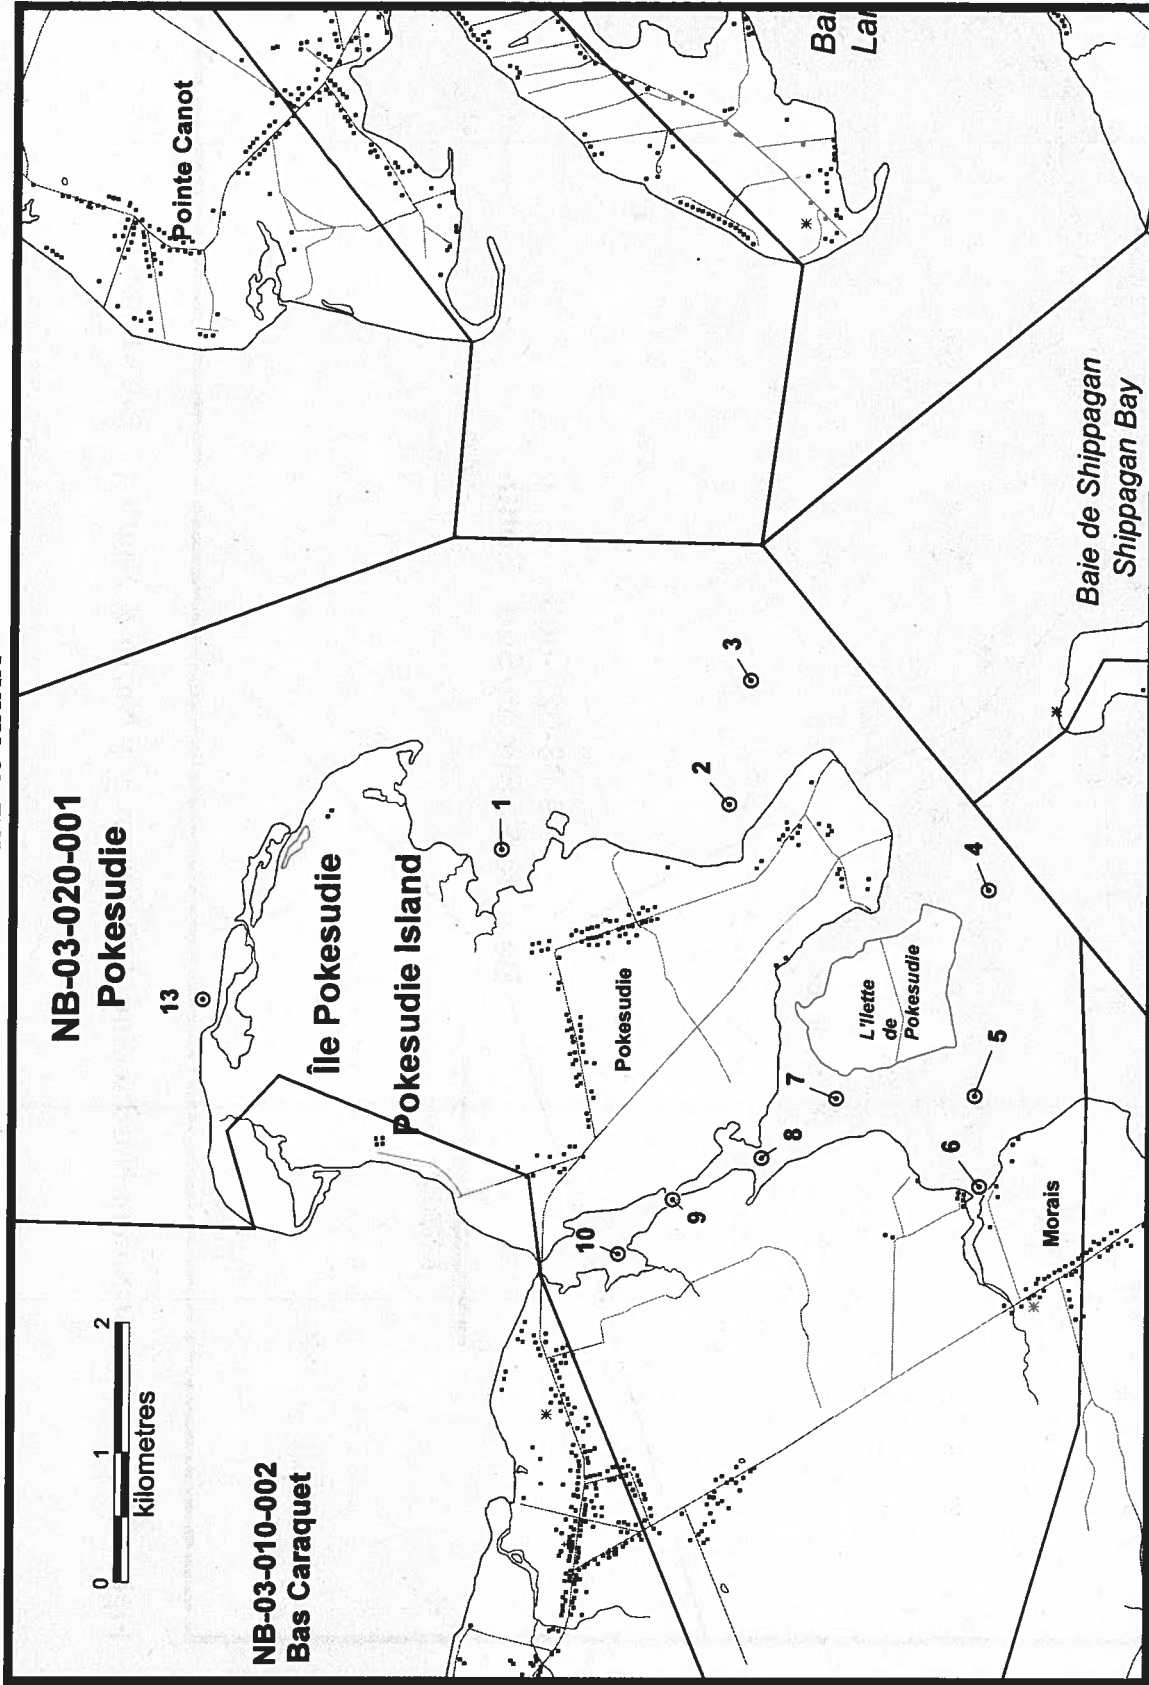 NB-03-020-001
Pokesudie
13
Île Pokesudie
Pokesudie Island
Pointe Canot
1
2
3
Pokesudie
L'Ilette
de
Pokesudie
4
5
6
7
8
9
10
Morais
Baie de Shippagan
Shippagan Bay
NB-03-010-002
Bas Caraquet
0 1 2
kilometres